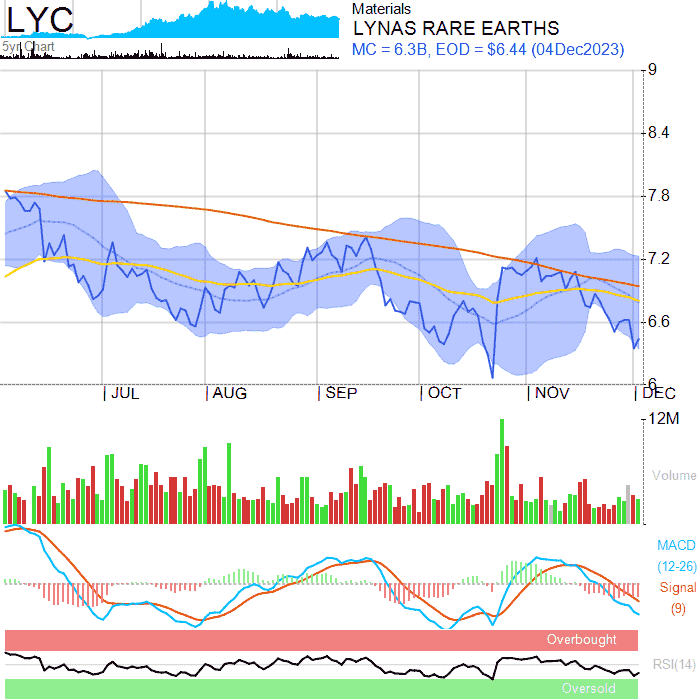 LYC
5yr Chart
Materials
LYNAS RARE EARTHS
MC = 6.3B, EOD = $6.44 (04Dec2023)
9
8.4
7.8
7.2
6.6
6
JUL AUG SEP OCT NOV DEC
12M
Volume
MACD
(12-26)
Signal
(9)
Overbought
RSI(14)
Oversold